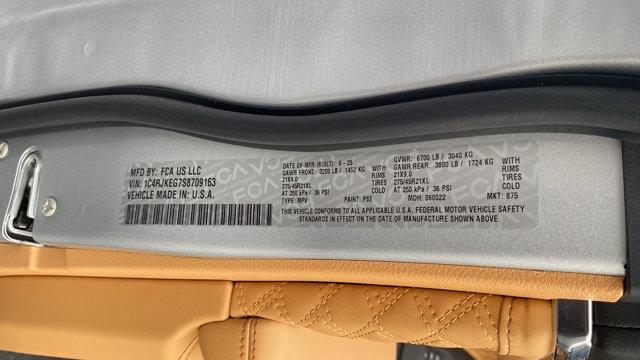 MFD BY: FCA US LLC
VIN: 1C4RJKEG7S8709163
VEHICLE MADE IN: U.S.A.
DATE OF MFR (BUILT): 6-25 GVWR: 6700 LB / 3040 KG
GAWR FRONT: 3200 LB / 1452 KG WITH GAWR REAR: 3800 LB / 1724 KG WITH
21X9.0 RIMS 21X9.0 RIMS
275/45R21XL TIRES 275/45R21XL TIRES
AT 250 kPa / 36 PSI COLD AT 250 kPa / 36 PSI COLD
TYPE: MPV PAINT: PSE MDH: 060522 MKT: 875
THIS VEHICLE CONFORMS TO ALL APPLICABLE U.S.A. FEDERAL MOTOR VEHICLE SAFETY
STANDARDS IN EFFECT ON THE DATE OF MANUFACTURE SHOWN ABOVE.